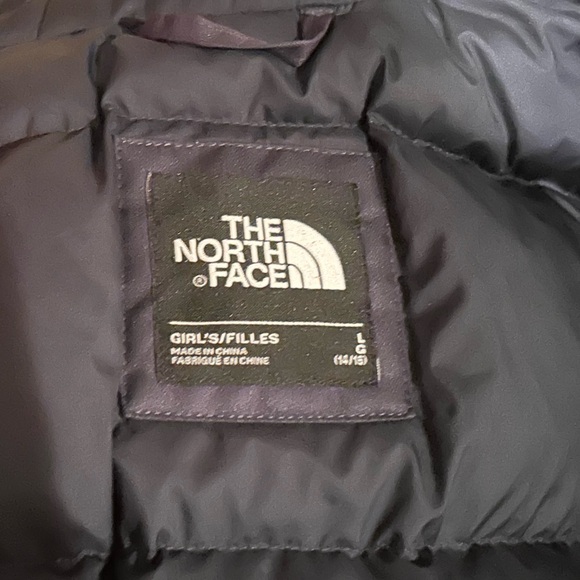 THE
NORTH
® FACE
GIRL'S/FILLES L
MADE IN CHINA G
FABRIQUÉ EN CHINE (14/16)